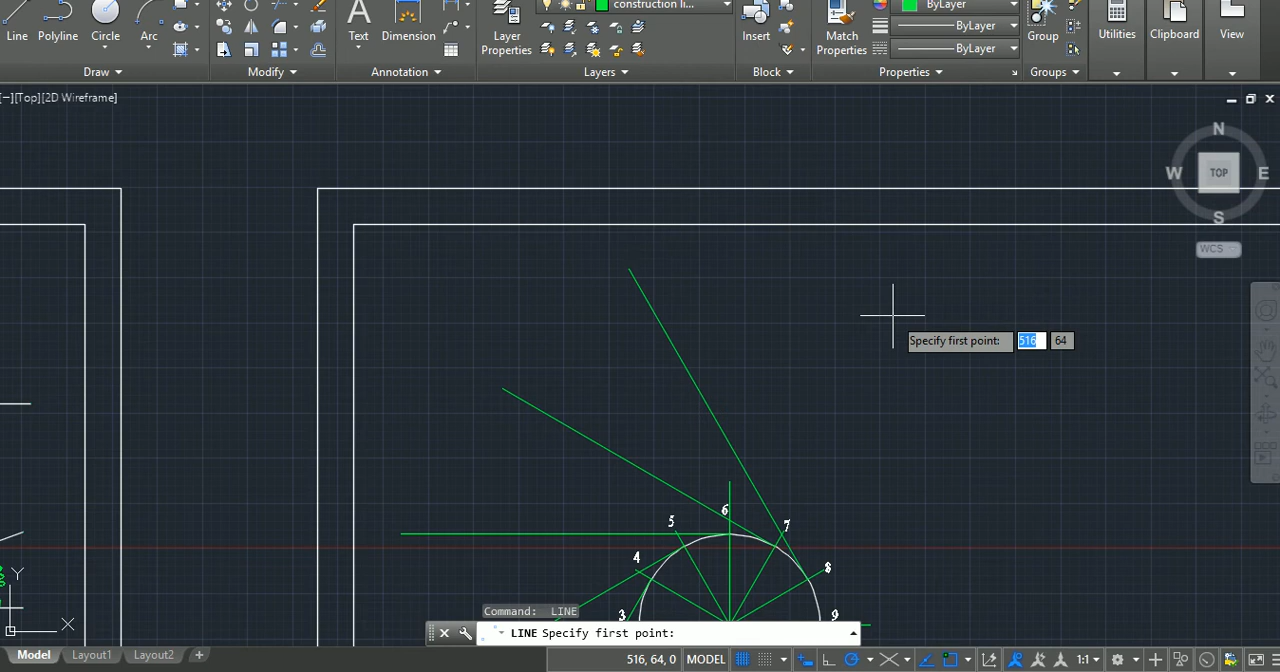 construction li...
ByLayer
Line Polyline Circle Arc
Text Dimension
Layer Properties
Insert
Match Properties
ByLayer
ByLayer
Group
Utilities
Clipboard
View
Draw Modify Annotation Layers Block Properties Groups
[−][Top][2D Wireframe]
N
W TOP E
S
WCS
Specify first point: 516 64
6
5 7
4 8
3 9
Y
X
Command: LINE
LINE Specify first point:
Model Layout1 Layout2 +
516, 64, 0 MODEL 1:1